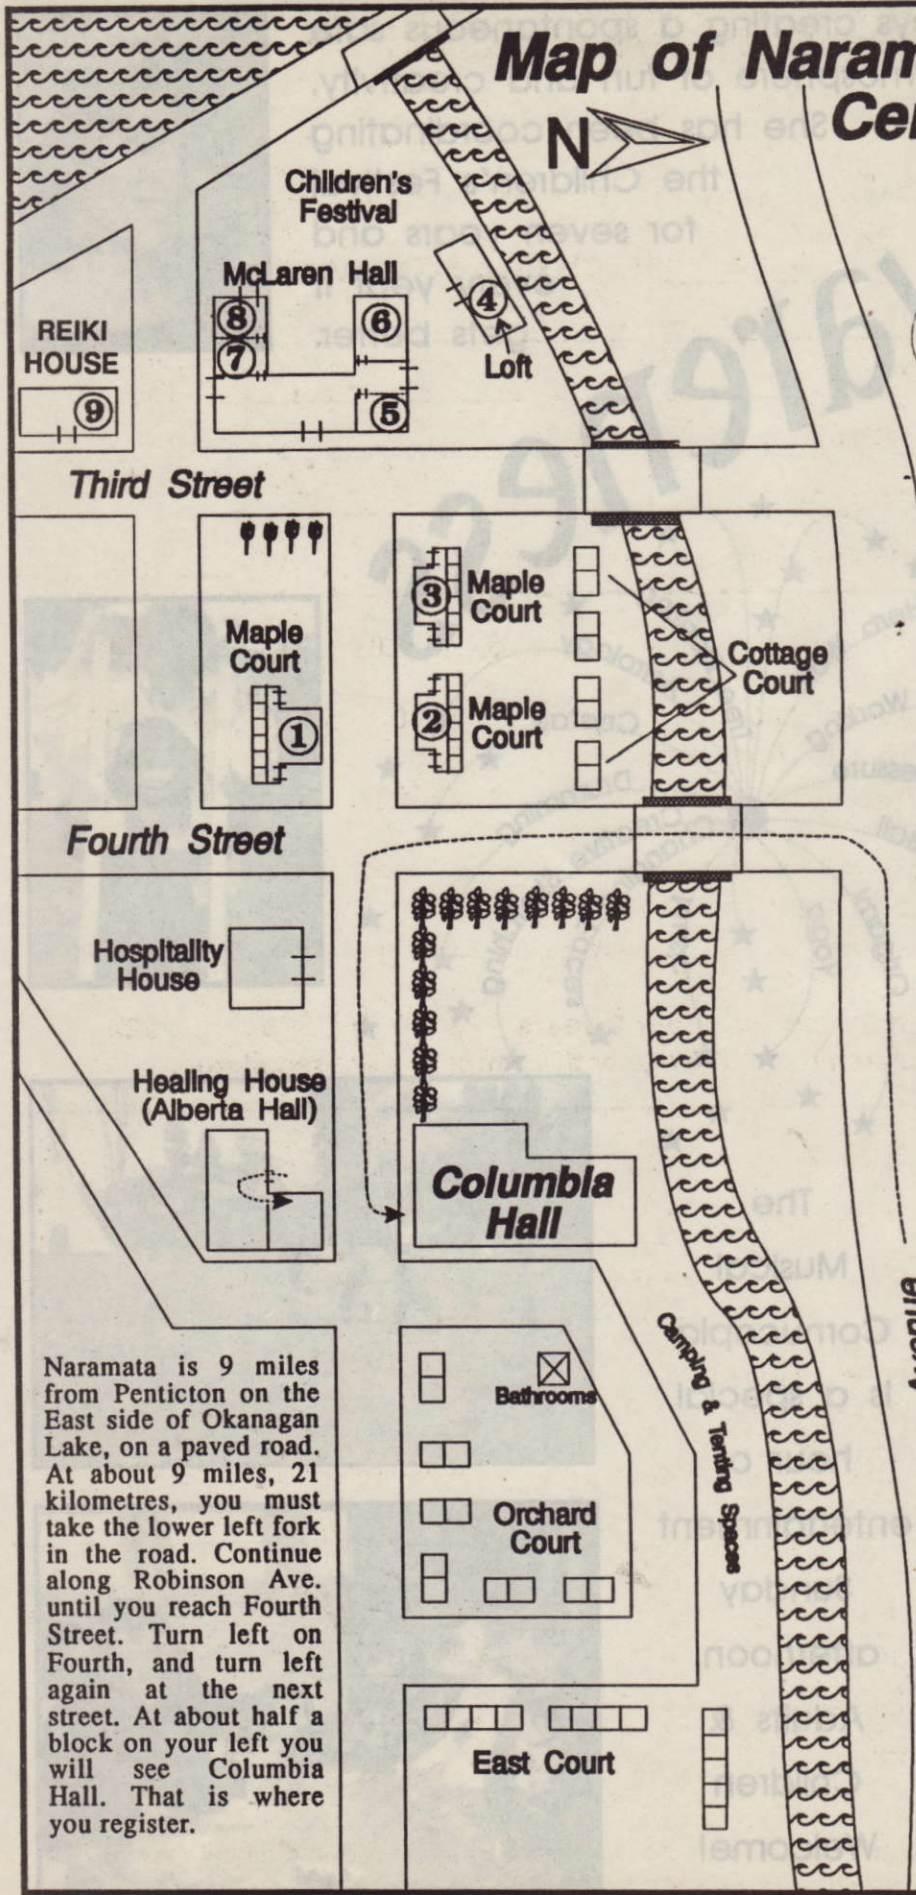 Map of Naram
Cen
N
Children's
Festival
McLaren Hall
8
7
6
5
4
Loft
REIKI
HOUSE
9
Third Street
3
Maple
Court
Maple
Court
1
2
Maple
Court
Cottage
Court
Fourth Street
Hospitality
House
Healing House
(Alberta Hall)
Columbia
Hall
Camping & Tenting Spaces
Bathrooms
Orchard
Court
East Court
Naramata is 9 miles
from Penticton on the
East side of Okanagan
Lake, on a paved road.
At about 9 miles, 21
kilometres, you must
take the lower left fork
in the road. Continue
along Robinson Ave.
until you reach Fourth
Street. Turn left on
Fourth, and turn left
again at the next
street. At about half a
block on your left you
will see Columbia
Hall. That is where
you register.